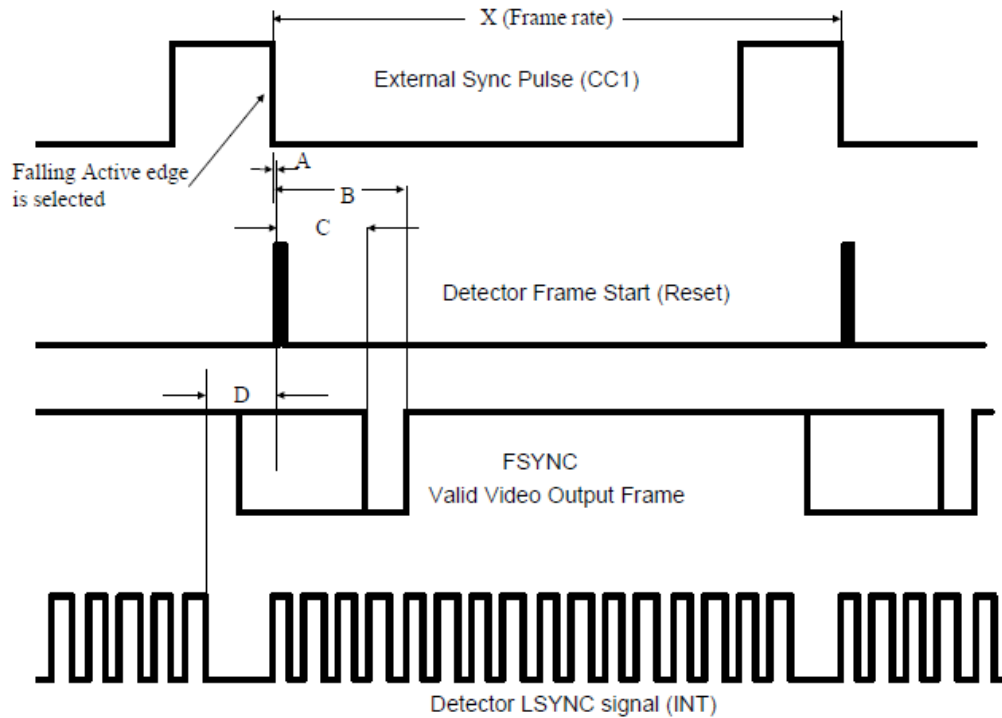 X (Frame rate)
External Sync Pulse (CC1)
Falling Active edge
is selected
A
B
C
Detector Frame Start (Reset)
D
FSYNC
Valid Video Output Frame
Detector LSYNC signal (INT)